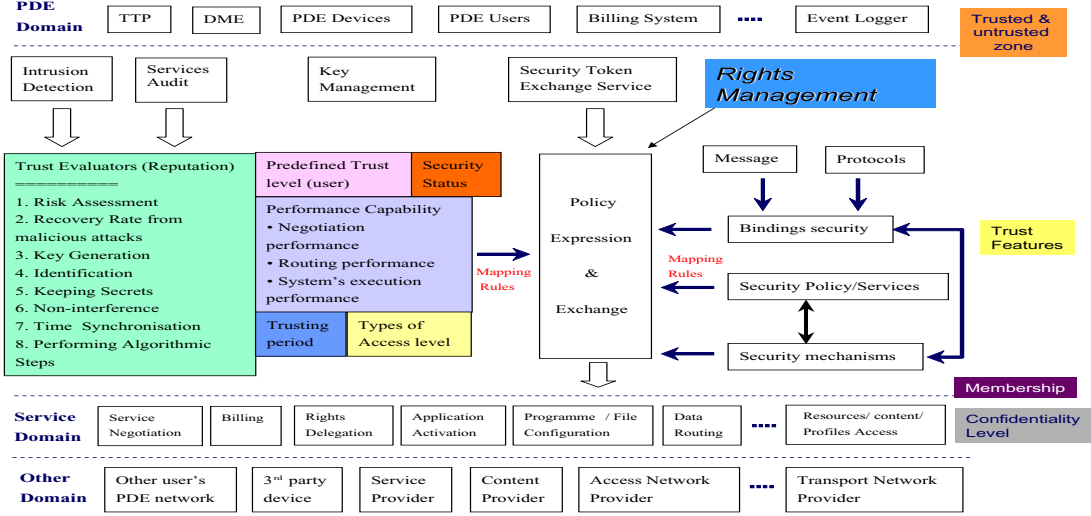 PDE
Domain
TTP
DME
PDE Devices
PDE Users
Billing System
Event Logger
Trusted &
untrusted
zone
Intrusion
Detection
Services
Audit
Key
Management
Security Token
Exchange Service
Rights
Management
Trust Evaluators (Reputation)
==========
1. Risk Assessment
2. Recovery Rate from
malicious attacks
3. Key Generation
4. Identification
5. Keeping Secrets
6. Non-interference
7. Time Synchronisation
8. Performing Algorithmic
Steps
Predefined Trust
level (user)
Security
Status
Performance Capability
• Negotiation
performance
• Routing performance
• System's execution
performance
Trusting
period
Types of
Access level
Mapping
Rules
Policy
Expression
&
Exchange
Message
Protocols
Bindings security
Mapping
Rules
Security Policy/Services
Security mechanisms
Trust
Features
Membership
Confidentiality
Level
Service
Domain
Service
Negotiation
Billing
Rights
Delegation
Application
Activation
Programme / File
Configuration
Data
Routing
Resources/ content/
Profiles Access
Other
Domain
Other user's
PDE network
3rd party
device
Service
Provider
Content
Provider
Access Network
Provider
Transport Network
Provider